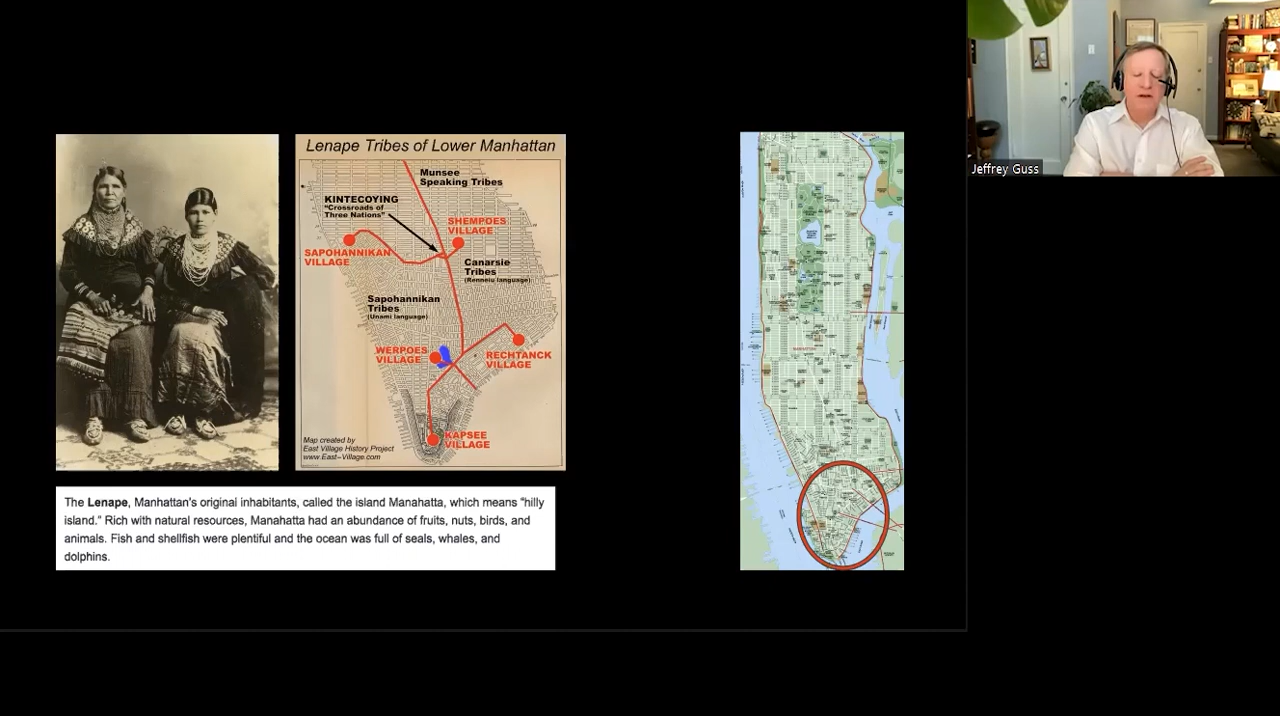 Lenape Tribes of Lower Manhattan
Munsee
Speaking Tribes
KINTECOYING
"Crossroads of
Three Nations"
SHEMPOES
VILLAGE
SAPOHANNIKAN
VILLAGE
Canarsie
Tribes
(Renneiu language)
Sapohannikan
Tribes
(Unami language)
WERPOES
VILLAGE
RECHTANCK
VILLAGE
KAPSEE
VILLAGE
Map created by
East Village History Project
www.East-Village.com
The Lenape, Manhattan's original inhabitants, called the island Manahatta, which means "hilly
island." Rich with natural resources, Manahatta had an abundance of fruits, nuts, birds, and
animals. Fish and shellfish were plentiful and the ocean was full of seals, whales, and
dolphins.
Jeffrey Guss